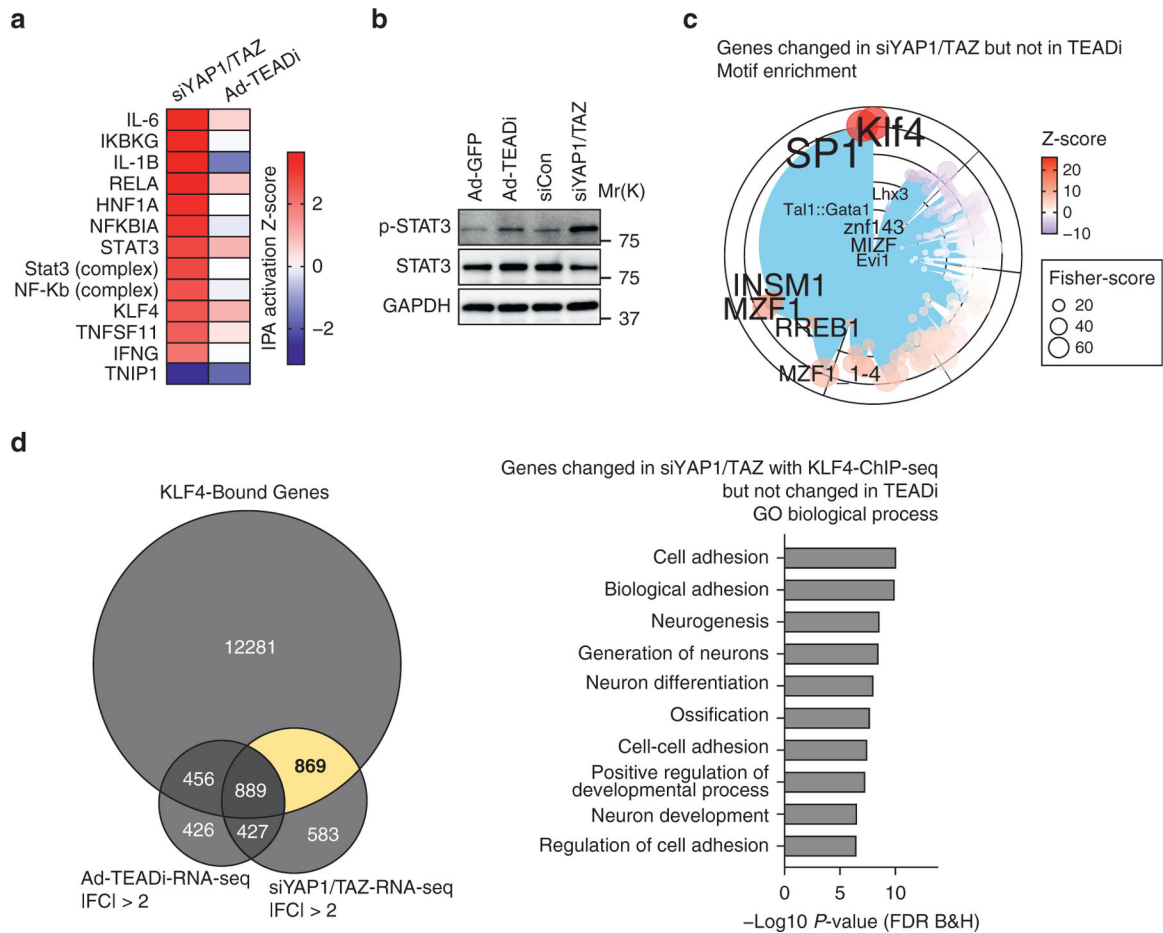 a
siYAP1/TAZ
Ad-TEADi
IL-6
IKBKG
IL-1B
RELA
HNF1A
NFKBIA
STAT3
Stat3 (complex)
NF-Kb (complex)
KLF4
TNFSF11
IFNG
TNIP1
2
0
−2
IPA activation Z-score
b
Ad-GFP
Ad-TEADi
siCon
siYAP1/TAZ
Mr(K)
p-STAT3
75
STAT3
75
GAPDH
37
c
Genes changed in siYAP1/TAZ but not in TEADi
Motif enrichment
Klf4
SP1
Lhx3
Tal1::Gata1
znf143
MIZF
Evi1
INSM1
MZF1
RREB1
MZF1_1-4
Z-score
20
10
0
−10
Fisher-score
20
40
60
d
KLF4-Bound Genes
12281
869
456
889
426
427
583
Ad-TEADi-RNA-seq
|FC| > 2
siYAP1/TAZ-RNA-seq
|FC| > 2
Genes changed in siYAP1/TAZ with KLF4-ChIP-seq
but not changed in TEADi
GO biological process
Cell adhesion
Biological adhesion
Neurogenesis
Generation of neurons
Neuron differentiation
Ossification
Cell-cell adhesion
Positive regulation of
developmental process
Neuron development
Regulation of cell adhesion
0 5 10
−Log10 P-value (FDR B&H)